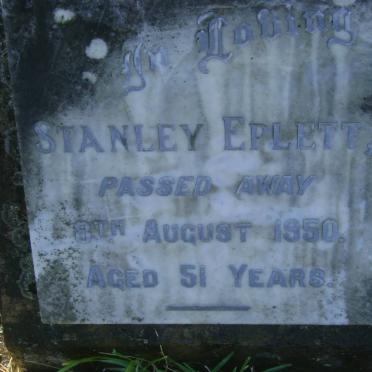 In Loving
STANLEY EPLETT,
PASSED AWAY
8TH AUGUST 1950.
AGED 51 YEARS.